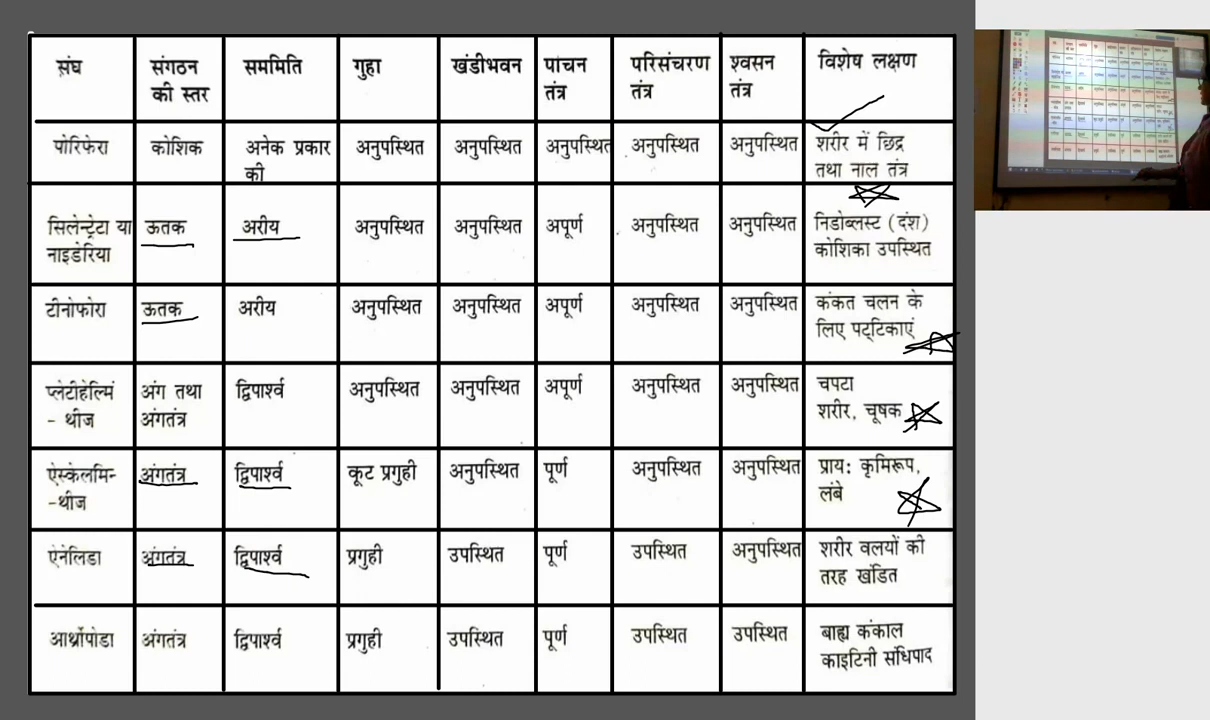 संघ संगठन सममिति गुहा खंडीभवन पाचन परिसंचरण श्वसन विशेष लक्षण
की स्तर तंत्र तंत्र तंत्र
पोरिफेरा कोशिक अनेक प्रकार अनुपस्थित अनुपस्थित अनुपस्थित अनुपस्थित अनुपस्थित शरीर में छिद्र
की तथा नाल तंत्र
सिलेन्ट्रेटा या ऊतक अरीय अनुपस्थित अनुपस्थित अपूर्ण अनुपस्थित अनुपस्थित निडोब्लस्ट (दंश)
नाइडेरिया कोशिका उपस्थित
टीनोफोरा ऊतक अरीय अनुपस्थित अनुपस्थित अपूर्ण अनुपस्थित अनुपस्थित कंकत चलन के
लिए पट्टिकाएं
प्लेटीहेल्मिं अंग तथा द्विपार्श्व अनुपस्थित अनुपस्थित अपूर्ण अनुपस्थित अनुपस्थित चपटा
- थीज अंगतंत्र शरीर, चूषक
ऐस्केलमिन- अंगतंत्र द्विपार्श्व कूट प्रगुही अनुपस्थित पूर्ण अनुपस्थित अनुपस्थित प्राय: कृमिरूप,
-थीज लंबे
ऐनेलिडा अंगतंत्र द्विपार्श्व प्रगुही उपस्थित पूर्ण उपस्थित अनुपस्थित शरीर वलयों की
तरह खंडित
आर्थ्रोपोडा अंगतंत्र द्विपार्श्व प्रगुही उपस्थित पूर्ण उपस्थित उपस्थित बाह्य कंकाल
काइटिनी संधिपाद